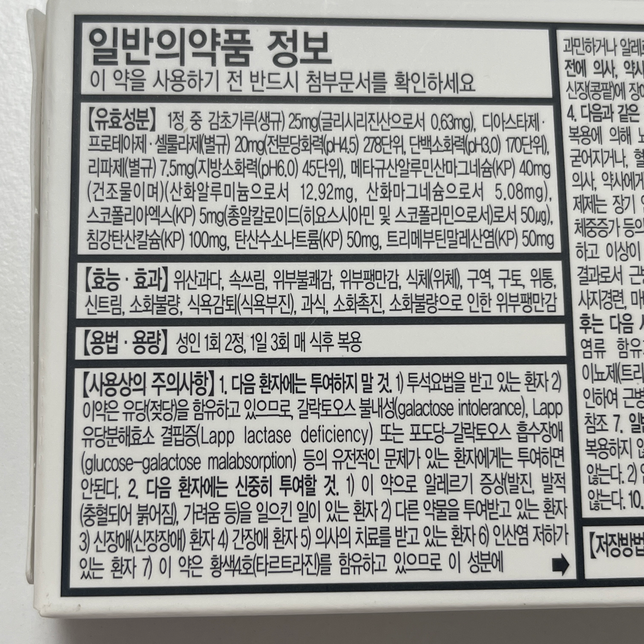 일반의약품 정보
이 약을 사용하기 전 반드시 첨부문서를 확인하세요
【유효성분】 1정 중 감초가루(생규) 25mg(글리시리진산으로서 0.63mg), 디아스타제·
프로테아제·셀룰라제(별규) 20mg(전분당화력(pH4.5) 278단위, 단백소화력(pH3.0) 170단위),
리파제(별규) 7.5mg(지방소화력(pH6.0) 45단위), 메타규산알루민산마그네슘(KP) 40mg
(건조물이며)(산화알루미늄으로서 12.92mg, 산화마그네슘으로서 5.08mg),
스코폴리아엑스(KP) 5mg(총알칼로이드(히요스시아민 및 스코폴라민으로서)로서 50㎍),
침강탄산칼슘(KP) 100mg, 탄산수소나트륨(KP) 50mg, 트리메부틴말레산염(KP) 50mg
【효능·효과】 위산과다, 속쓰림, 위부불쾌감, 위부팽만감, 식체(위체), 구역, 구토, 위통,
신트림, 소화불량, 식욕감퇴(식욕부진), 과식, 소화촉진, 소화불량으로 인한 위부팽만감
【용법·용량】 성인 1회 2정, 1일 3회 매 식후 복용
【사용상의 주의사항】 1. 다음 환자에는 투여하지 말 것. 1) 투석요법을 받고 있는 환자 2)
이약은 유당(젖당)을 함유하고 있으므로, 갈락토오스 불내성(galactose intolerance), Lapp
유당분해효소 결핍증(Lapp lactase deficiency) 또는 포도당-갈락토오스 흡수장애
(glucose-galactose malabsorption) 등의 유전적인 문제가 있는 환자에게는 투여하면
안된다. 2. 다음 환자에는 신중히 투여할 것. 1) 이 약으로 알레르기 증상(발진, 발적
(충혈되어 붉어짐), 가려움 등)을 일으킨 일이 있는 환자 2) 다른 약물을 투여받고 있는 환자
3) 신장애(신장장애) 환자 4) 간장애 환자 5) 의사의 치료를 받고 있는 환자 6) 인산염 저하가
있는 환자 7) 이 약은 황색4호(타르트라진)를 함유하고 있으므로 이 성분에
과민하거나 알레르
전에 의사, 약사
신장(콩팥)에 장애
4. 다음과 같은
복용에 의해 뇨
굳어지거나, 혈
의사, 약사에게
제제는 장기
체중증가 등의
하고 이상이
결과로서 근
사지경련, 마
후는 다음 사
염류 함유
이뇨제(트리
인하여 근병
참조 7. 알
복용하지 않
않는다. 2)
않는다. 10.
【저장방법